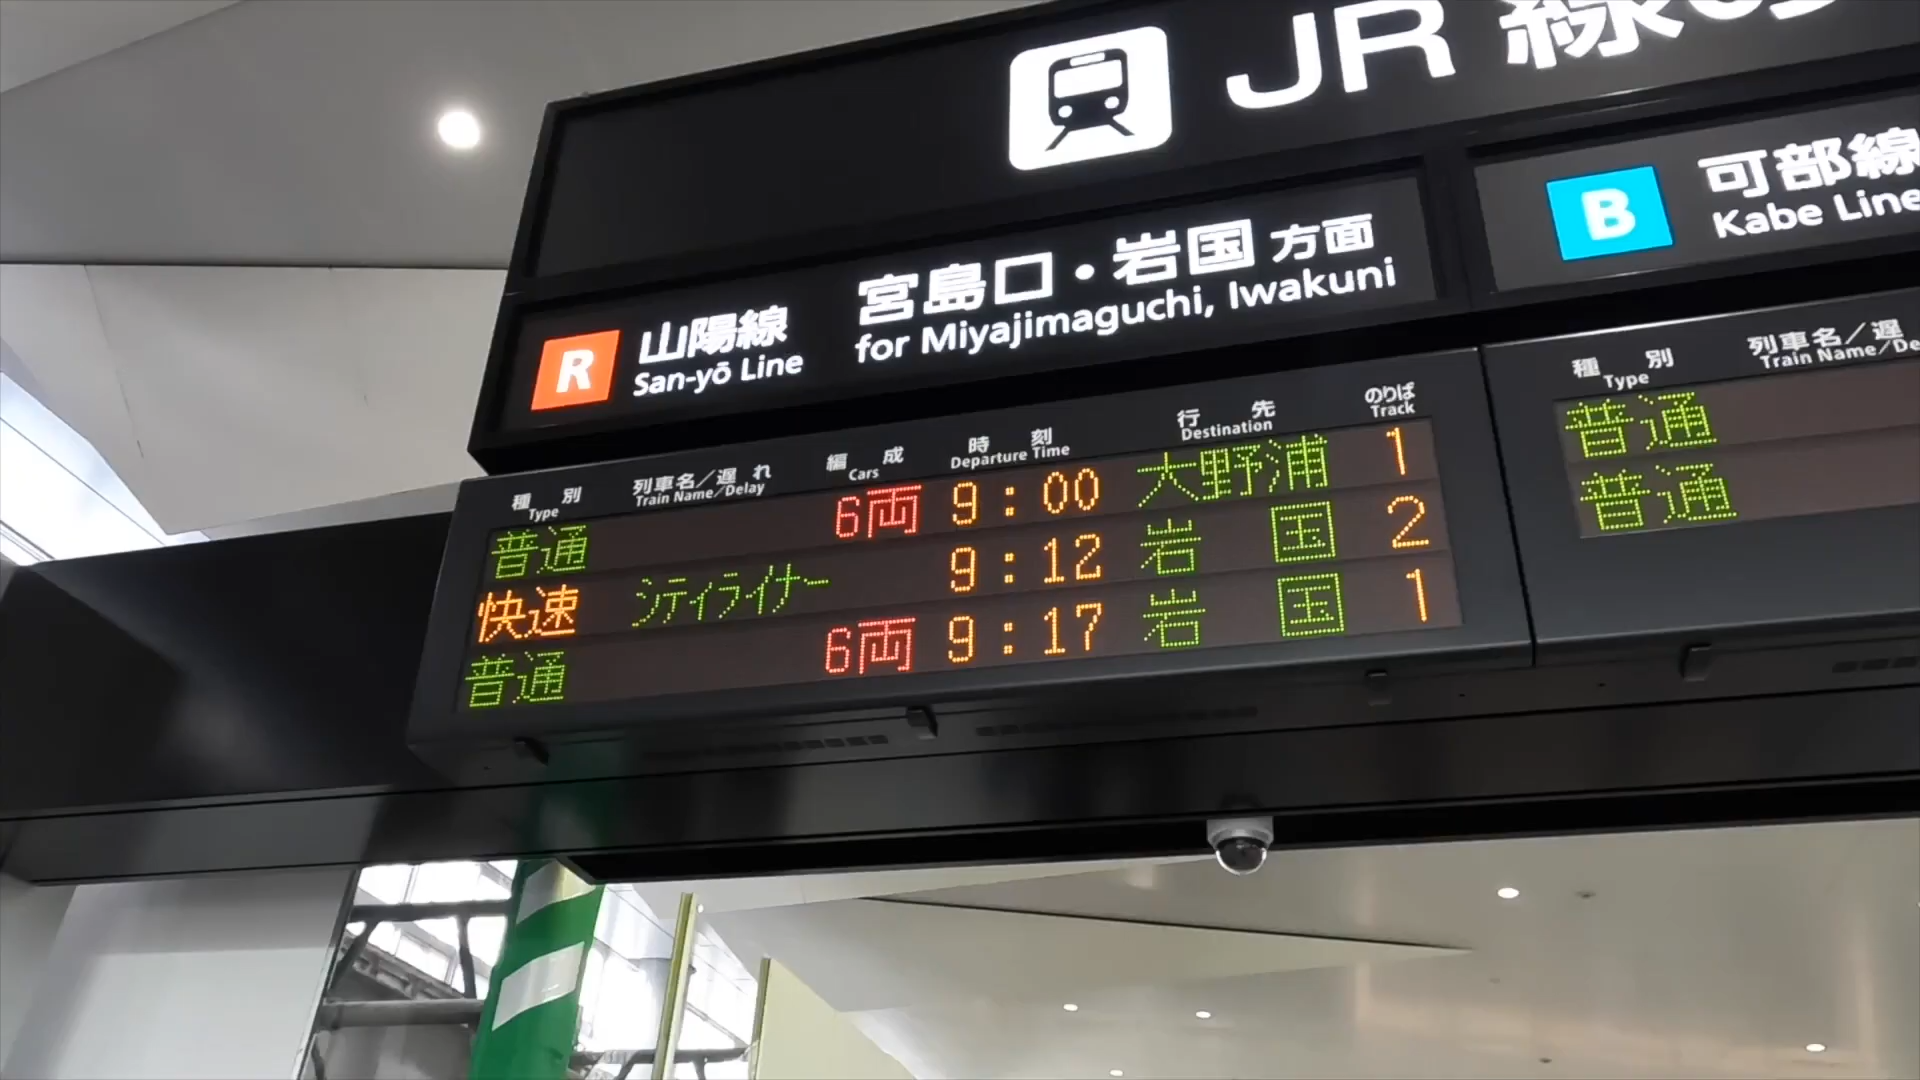 JR 線
R 山陽線 宮島口・岩国 方面
San-yō Line for Miyajimaguchi, Iwakuni
B 可部線
Kabe Line
種別 列車名／遅れ 編成 時刻 行先 のりば
Type Train Name/Delay Cars Departure Time Destination Track
普通 6両 9:00 大野浦 1
快速 シティライナー 9:12 岩国 2
普通 6両 9:17 岩国 1
種別 列車名／遅
Type Train Name/De
普通
普通